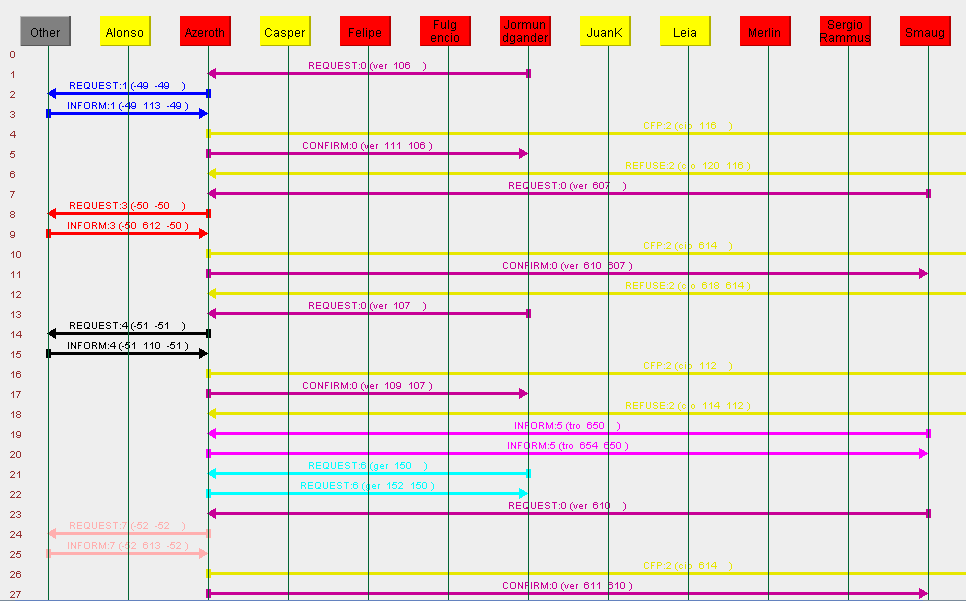 Other Alonso Azeroth Casper Felipe Fulg encio Jormun dgander JuanK Leia Merlin Sergio Rammus Smaug
0
1 REQUEST:0 (ver 106 )
2 REQUEST:1 (-49 -49 )
3 INFORM:1 (-49 113 -49 )
4 CFP:2 (cio 116 )
5 CONFIRM:0 (ver 111 106 )
6 REFUSE:2 (cio 120 116 )
7 REQUEST:0 (ver 607 )
8 REQUEST:3 (-50 -50 )
9 INFORM:3 (-50 612 -50 )
10 CFP:2 (cio 614 )
11 CONFIRM:0 (ver 610 607 )
12 REFUSE:2 (cio 618 614 )
13 REQUEST:0 (ver 107 )
14 REQUEST:4 (-51 -51 )
15 INFORM:4 (-51 110 -51 )
16 CFP:2 (cio 112 )
17 CONFIRM:0 (ver 109 107 )
18 REFUSE:2 (cio 114 112 )
19 INFORM:5 (tro 650 )
20 INFORM:5 (tro 654 650 )
21 REQUEST:6 (ger 150 )
22 REQUEST:6 (ger 152 150 )
23 REQUEST:0 (ver 610 )
24 REQUEST:7 (-52 -52 )
25 INFORM:7 (-52 613 -52 )
26 CFP:2 (cio 614 )
27 CONFIRM:0 (ver 611 610 )